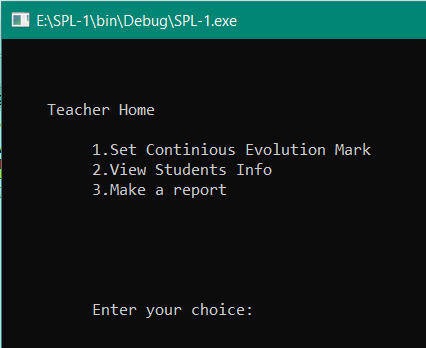 E:\SPL-1\bin\Debug\SPL-1.exe
Teacher Home
1.Set Continious Evolution Mark
2.View Students Info
3.Make a report
Enter your choice: